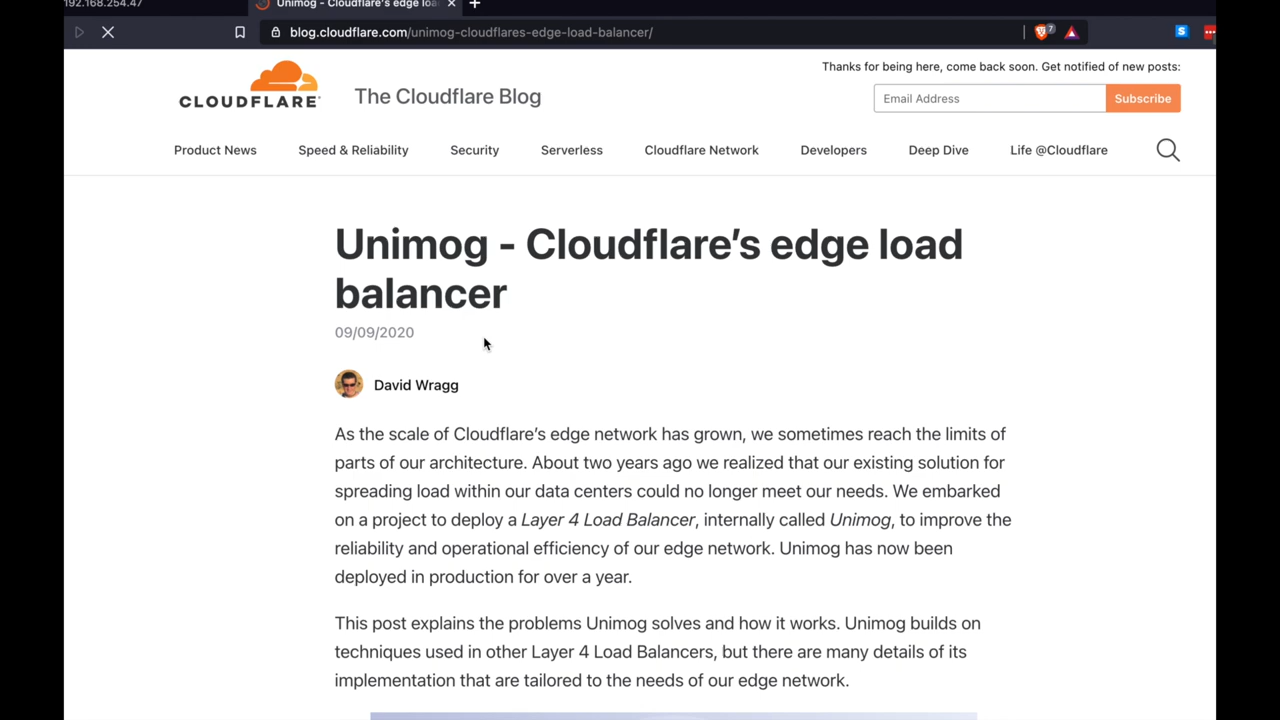 192.168.254.47
Unimog - Cloudflare's edge loa
blog.cloudflare.com/unimog-cloudflares-edge-load-balancer/
7
S
Thanks for being here, come back soon. Get notified of new posts:
CLOUDFLARE
The Cloudflare Blog
Email Address
Subscribe
Product News Speed & Reliability Security Serverless Cloudflare Network Developers Deep Dive Life @Cloudflare
Unimog - Cloudflare’s edge load
balancer
09/09/2020
David Wragg
As the scale of Cloudflare’s edge network has grown, we sometimes reach the limits of
parts of our architecture. About two years ago we realized that our existing solution for
spreading load within our data centers could no longer meet our needs. We embarked
on a project to deploy a Layer 4 Load Balancer, internally called Unimog, to improve the
reliability and operational efficiency of our edge network. Unimog has now been
deployed in production for over a year.
This post explains the problems Unimog solves and how it works. Unimog builds on
techniques used in other Layer 4 Load Balancers, but there are many details of its
implementation that are tailored to the needs of our edge network.